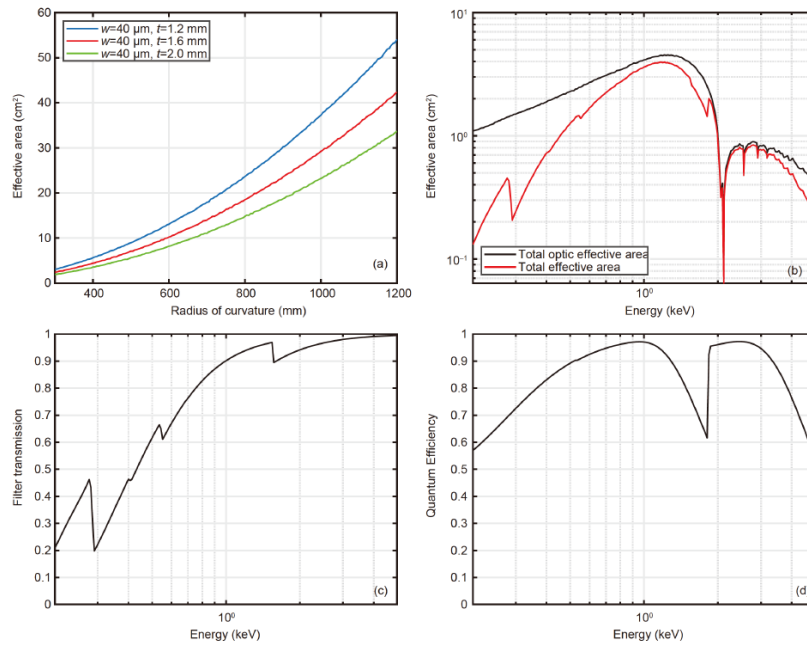 60
50
40
30
20
10
0
400
600
800
1000
1200
Effective area (cm²)
Radius of curvature (mm)
w=40 μm, t=1.2 mm
w=40 μm, t=1.6 mm
w=40 μm, t=2.0 mm
(a)
10¹
10⁰
10⁻¹
10⁰
Effective area (cm²)
Energy (keV)
Total optic effective area
Total effective area
(b)
1
0.9
0.8
0.7
0.6
0.5
0.4
0.3
0.2
0.1
0
10⁰
Filter transmission
Energy (keV)
(c)
1
0.9
0.8
0.7
0.6
0.5
0.4
0.3
0.2
0.1
0
10⁰
Quantum Efficiency
Energy (keV)
(d)